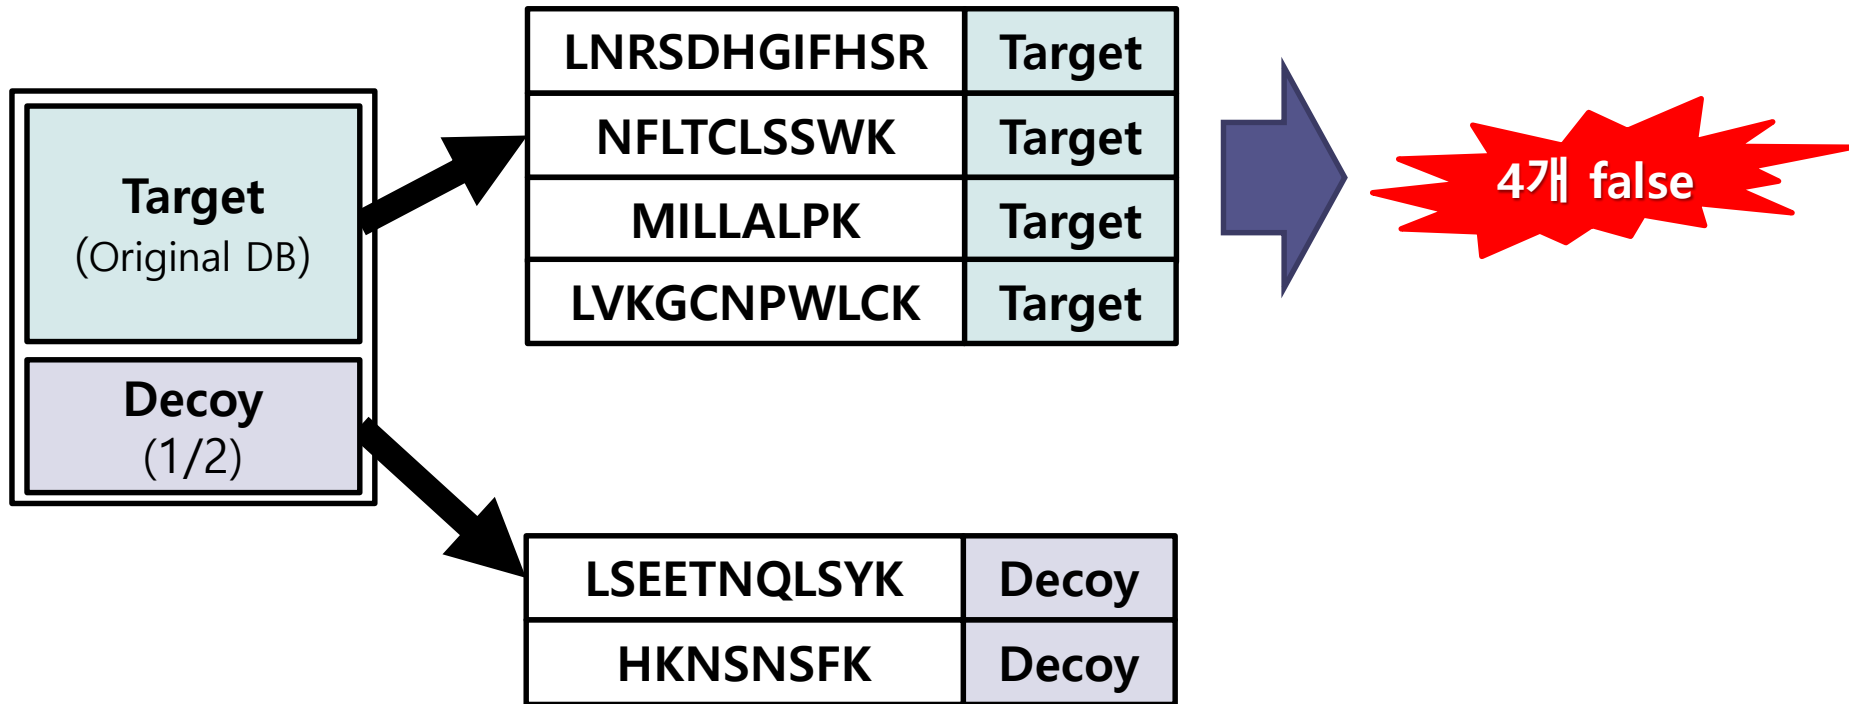 Target
(Original DB)
Decoy
(1/2)
LNRSDHGIFHSR Target
NFLTCLSSWK Target
MILLALPK Target
LVKGCNPWLCK Target
4개 false
LSEETNQLSYK Decoy
HKNSNSFK Decoy